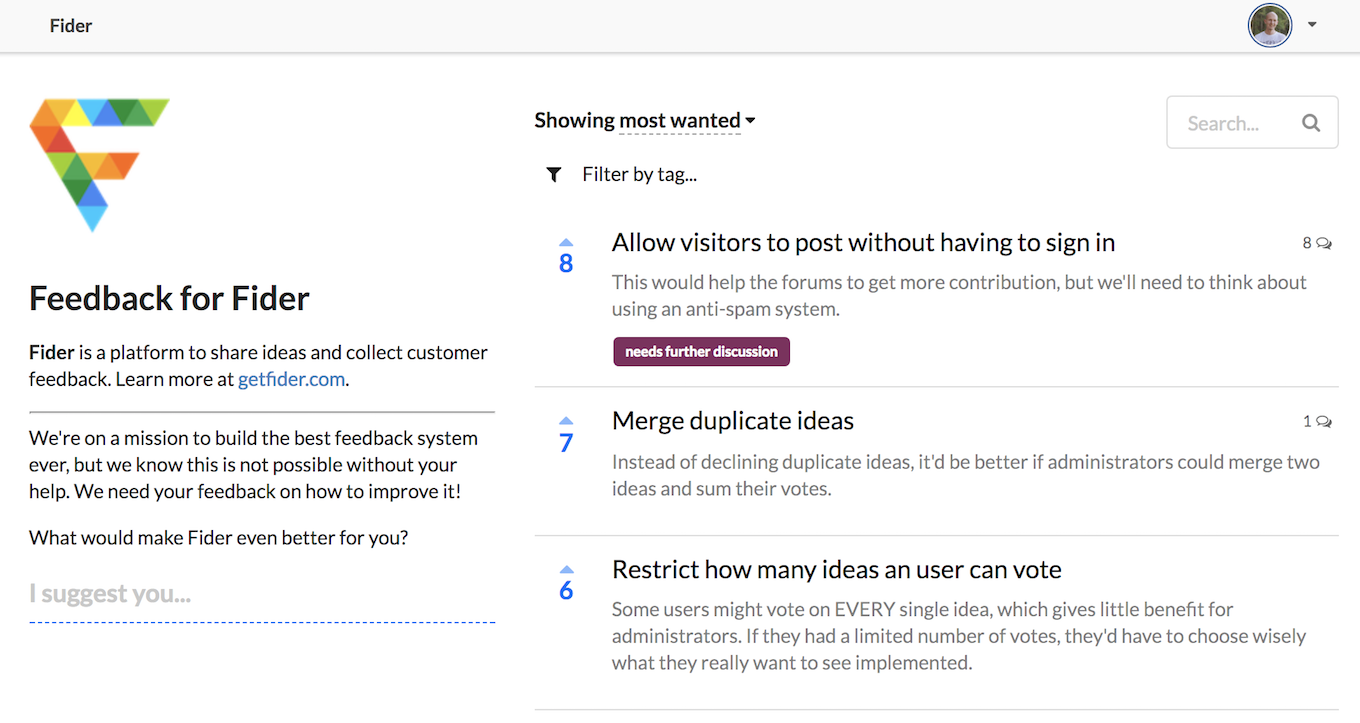 Fider
Feedback for Fider
Fider is a platform to share ideas and collect customer
feedback. Learn more at getfider.com.
We're on a mission to build the best feedback system
ever, but we know this is not possible without your
help. We need your feedback on how to improve it!
What would make Fider even better for you?
I suggest you...
Showing most wanted
Search...
Filter by tag...
8
Allow visitors to post without having to sign in
8
This would help the forums to get more contribution, but we'll need to think about
using an anti-spam system.
needs further discussion
7
Merge duplicate ideas
1
Instead of declining duplicate ideas, it'd be better if administrators could merge two
ideas and sum their votes.
6
Restrict how many ideas an user can vote
Some users might vote on EVERY single idea, which gives little benefit for
administrators. If they had a limited number of votes, they'd have to choose wisely
what they really want to see implemented.